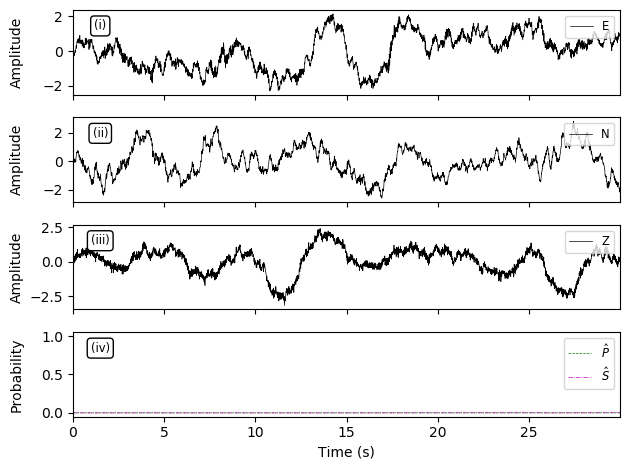 (i)
E
Amplitude
2
0
−2
(ii)
N
Amplitude
2
0
−2
(iii)
Z
Amplitude
2.5
0.0
−2.5
(iv)
P̂
Ŝ
Probability
1.0
0.5
0.0
0 5 10 15 20 25
Time (s)